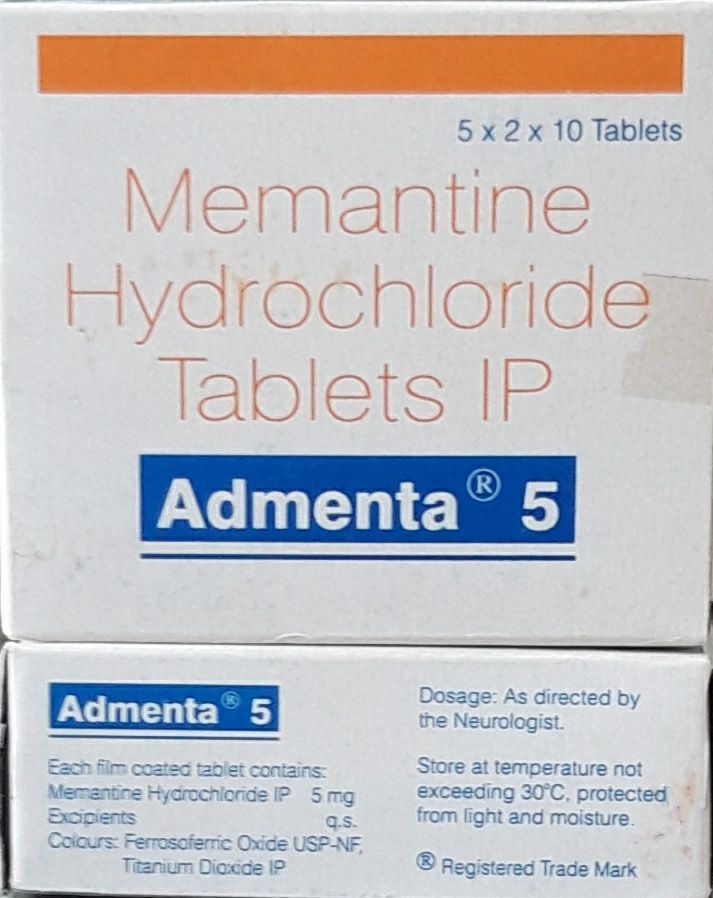 5 x 2 x 10 Tablets
Memantine
Hydrochloride
Tablets IP
Admenta® 5
Admenta® 5
Each film coated tablet contains:
Memantine Hydrochloride IP 5 mg
Excipients q.s.
Colours: Ferrosoferric Oxide USP-NF,
Titanium Dioxide IP
Dosage: As directed by
the Neurologist.
Store at temperature not
exceeding 30°C, protected
from light and moisture.
® Registered Trade Mark